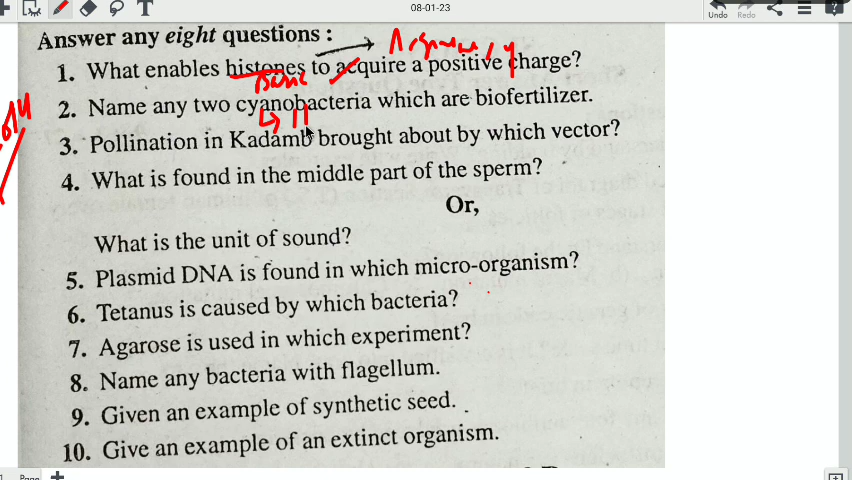 08-01-23
Undo Redo
Answer any eight questions :
1. What enables histones to acquire a positive charge?
2. Name any two cyanobacteria which are biofertilizer.
3. Pollination in Kadamb brought about by which vector?
4. What is found in the middle part of the sperm?
Or,
What is the unit of sound?
5. Plasmid DNA is found in which micro-organism?
6. Tetanus is caused by which bacteria?
7. Agarose is used in which experiment?
8. Name any bacteria with flagellum.
9. Given an example of synthetic seed.
10. Give an example of an extinct organism.
Page